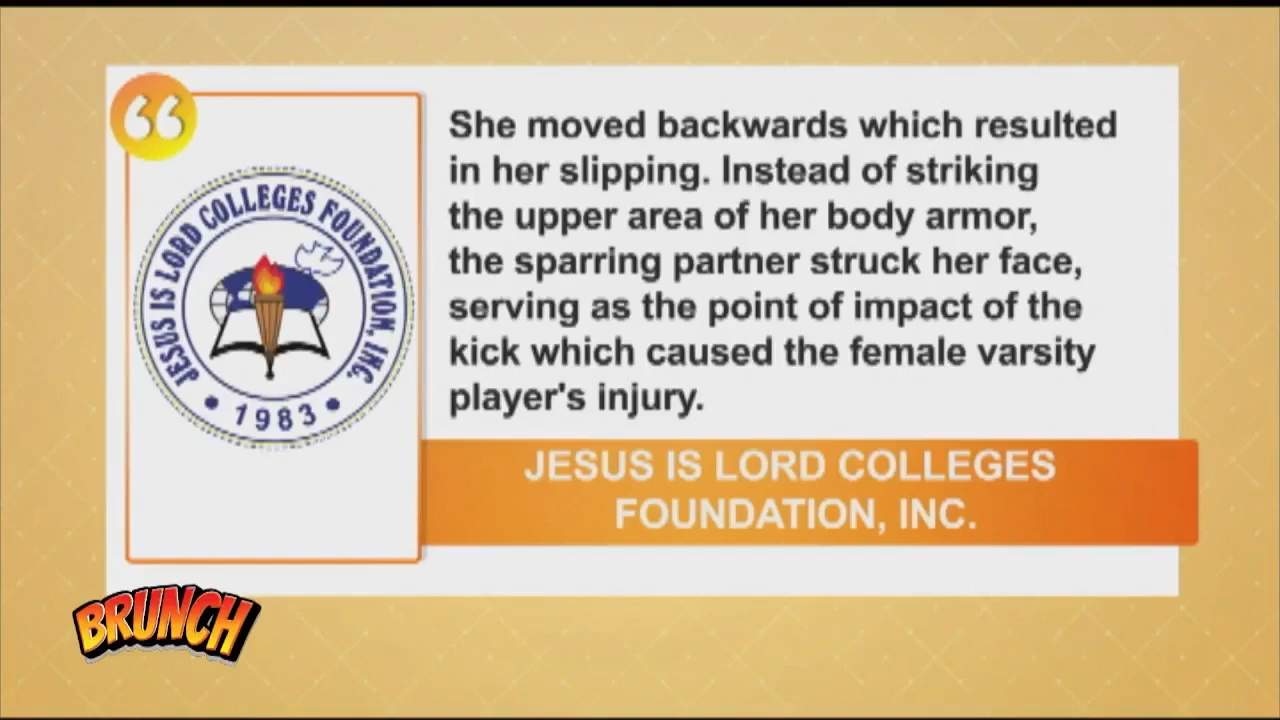 “
JESUS IS LORD COLLEGES FOUNDATION, INC.
• 1983 •
She moved backwards which resulted
in her slipping. Instead of striking
the upper area of her body armor,
the sparring partner struck her face,
serving as the point of impact of the
kick which caused the female varsity
player's injury.
JESUS IS LORD COLLEGES
FOUNDATION, INC.
BRUNCH